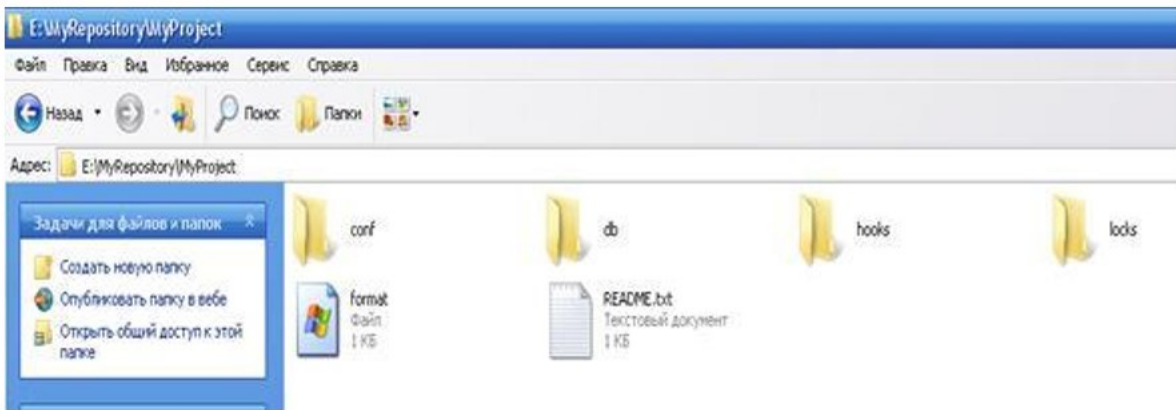 E:\MyRepository\MyProject
Файл Правка Вид Избранное Сервис Справка
Назад Поиск Папки
Адрес: E:\MyRepository\MyProject
Задачи для файлов и папок
Создать новую папку
Опубликовать папку в вебе
Открыть общий доступ к этой
папке
conf db hooks locks
format README.txt
Файл Текстовый документ
1 КБ 1 КБ